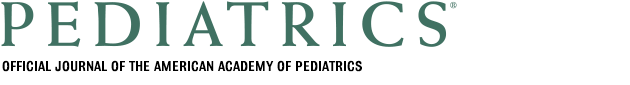 PEDIATRICS®
OFFICIAL JOURNAL OF THE AMERICAN ACADEMY OF PEDIATRICS